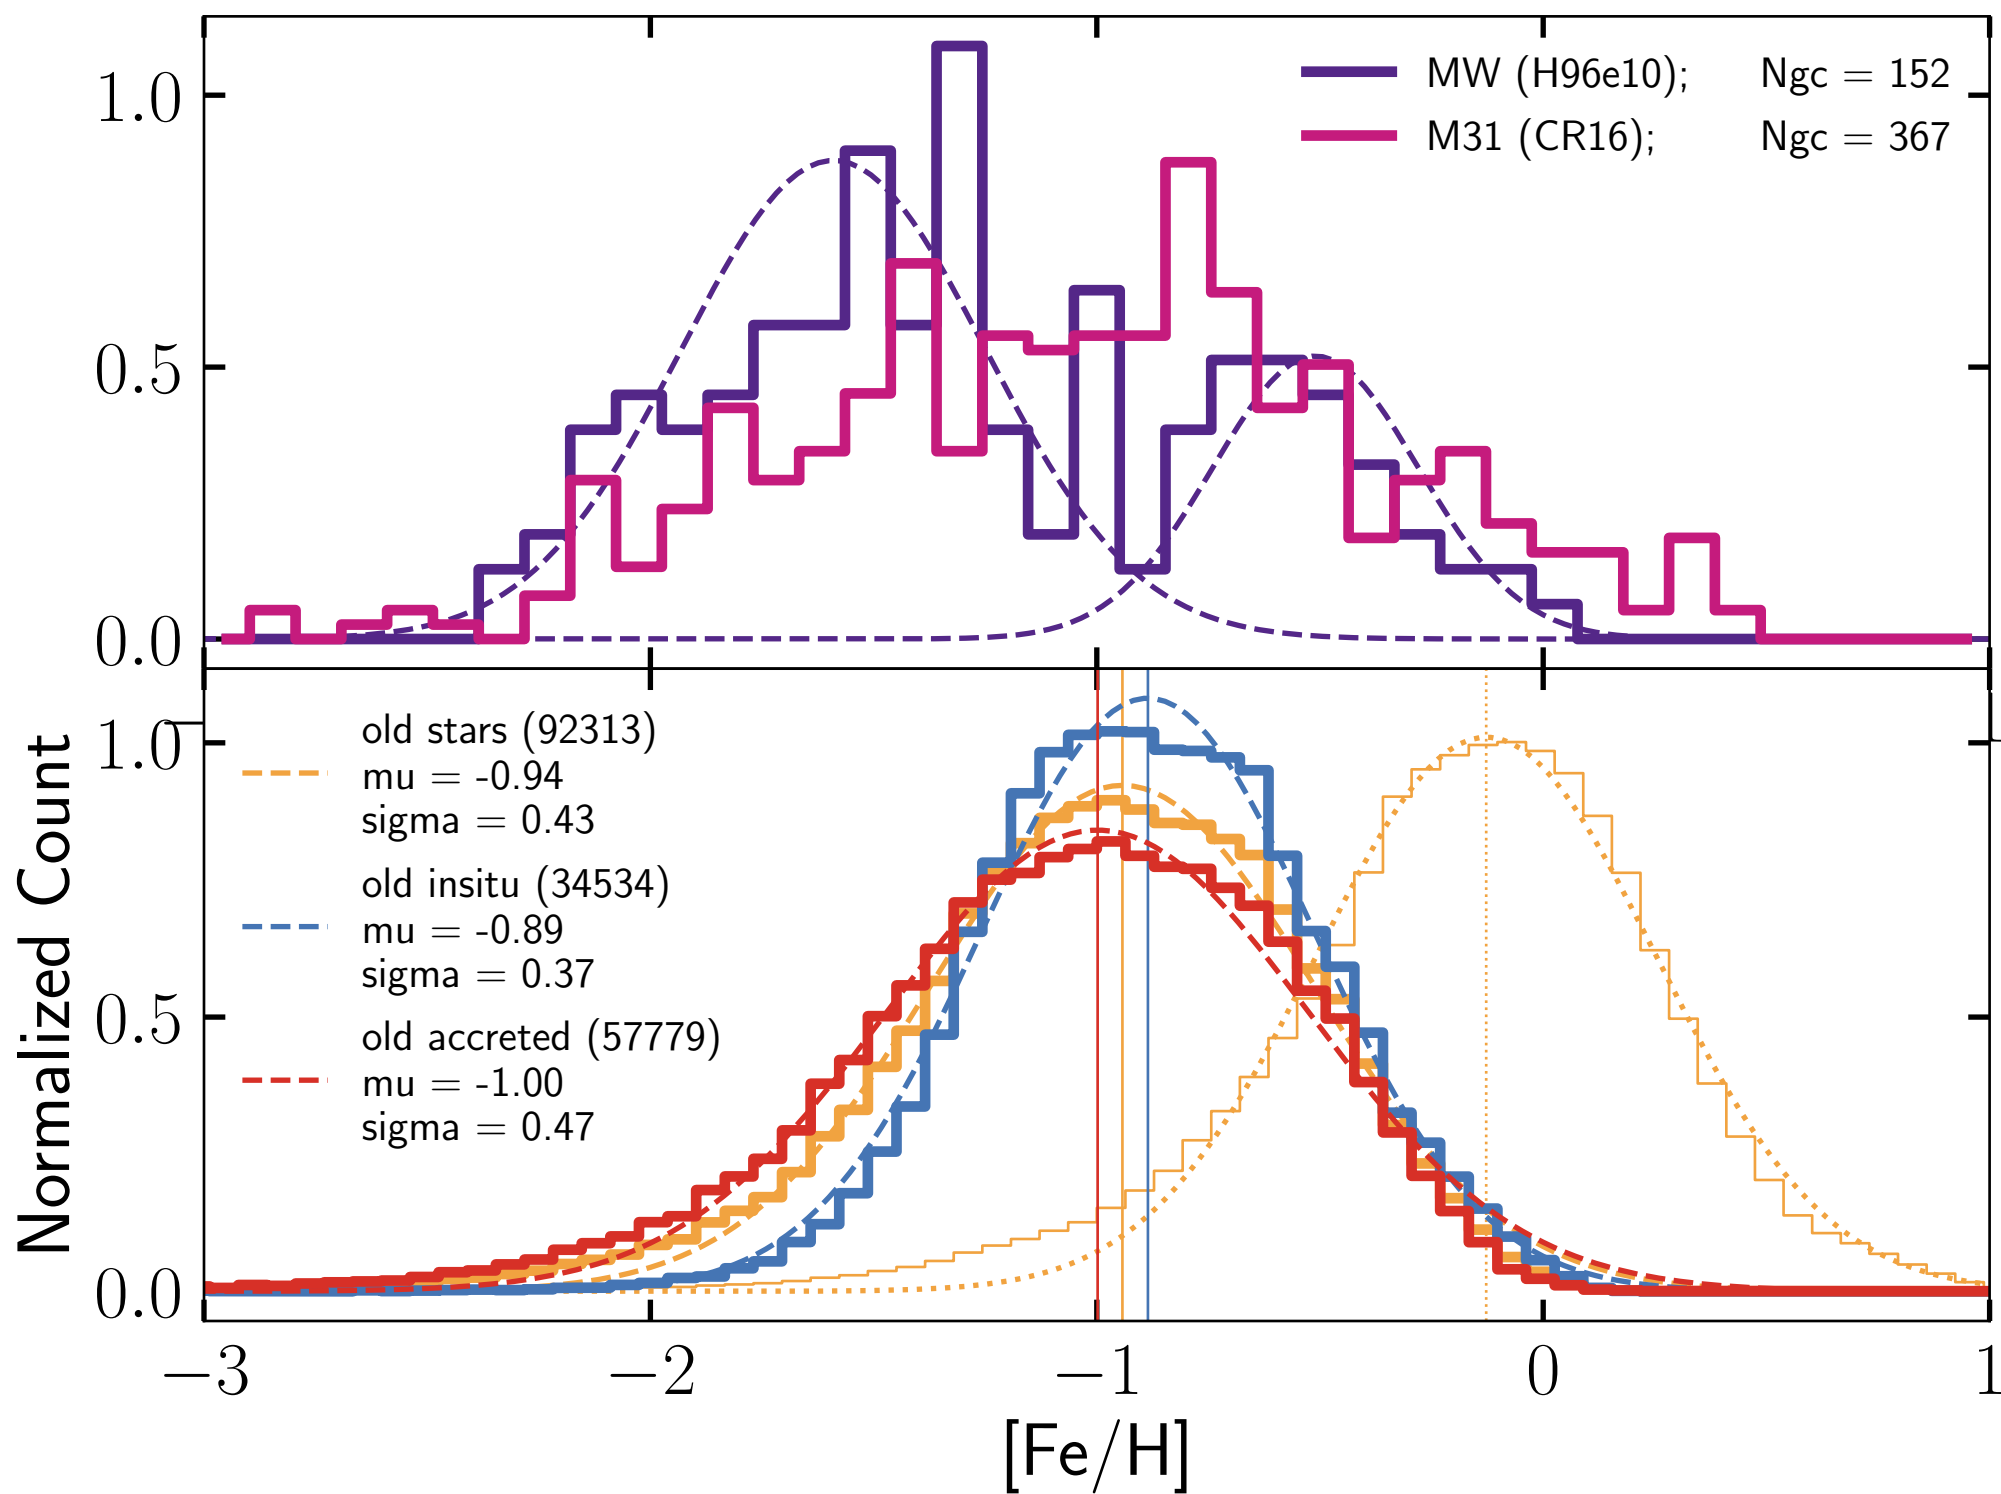 1.0
0.5
0.0
MW (H96e10); Ngc = 152
M31 (CR16); Ngc = 367
1.0
0.5
0.0
old stars (92313)
mu = -0.94
sigma = 0.43
old insitu (34534)
mu = -0.89
sigma = 0.37
old accreted (57779)
mu = -1.00
sigma = 0.47
Normalized Count
−3 −2 −1 0 1
[Fe/H]